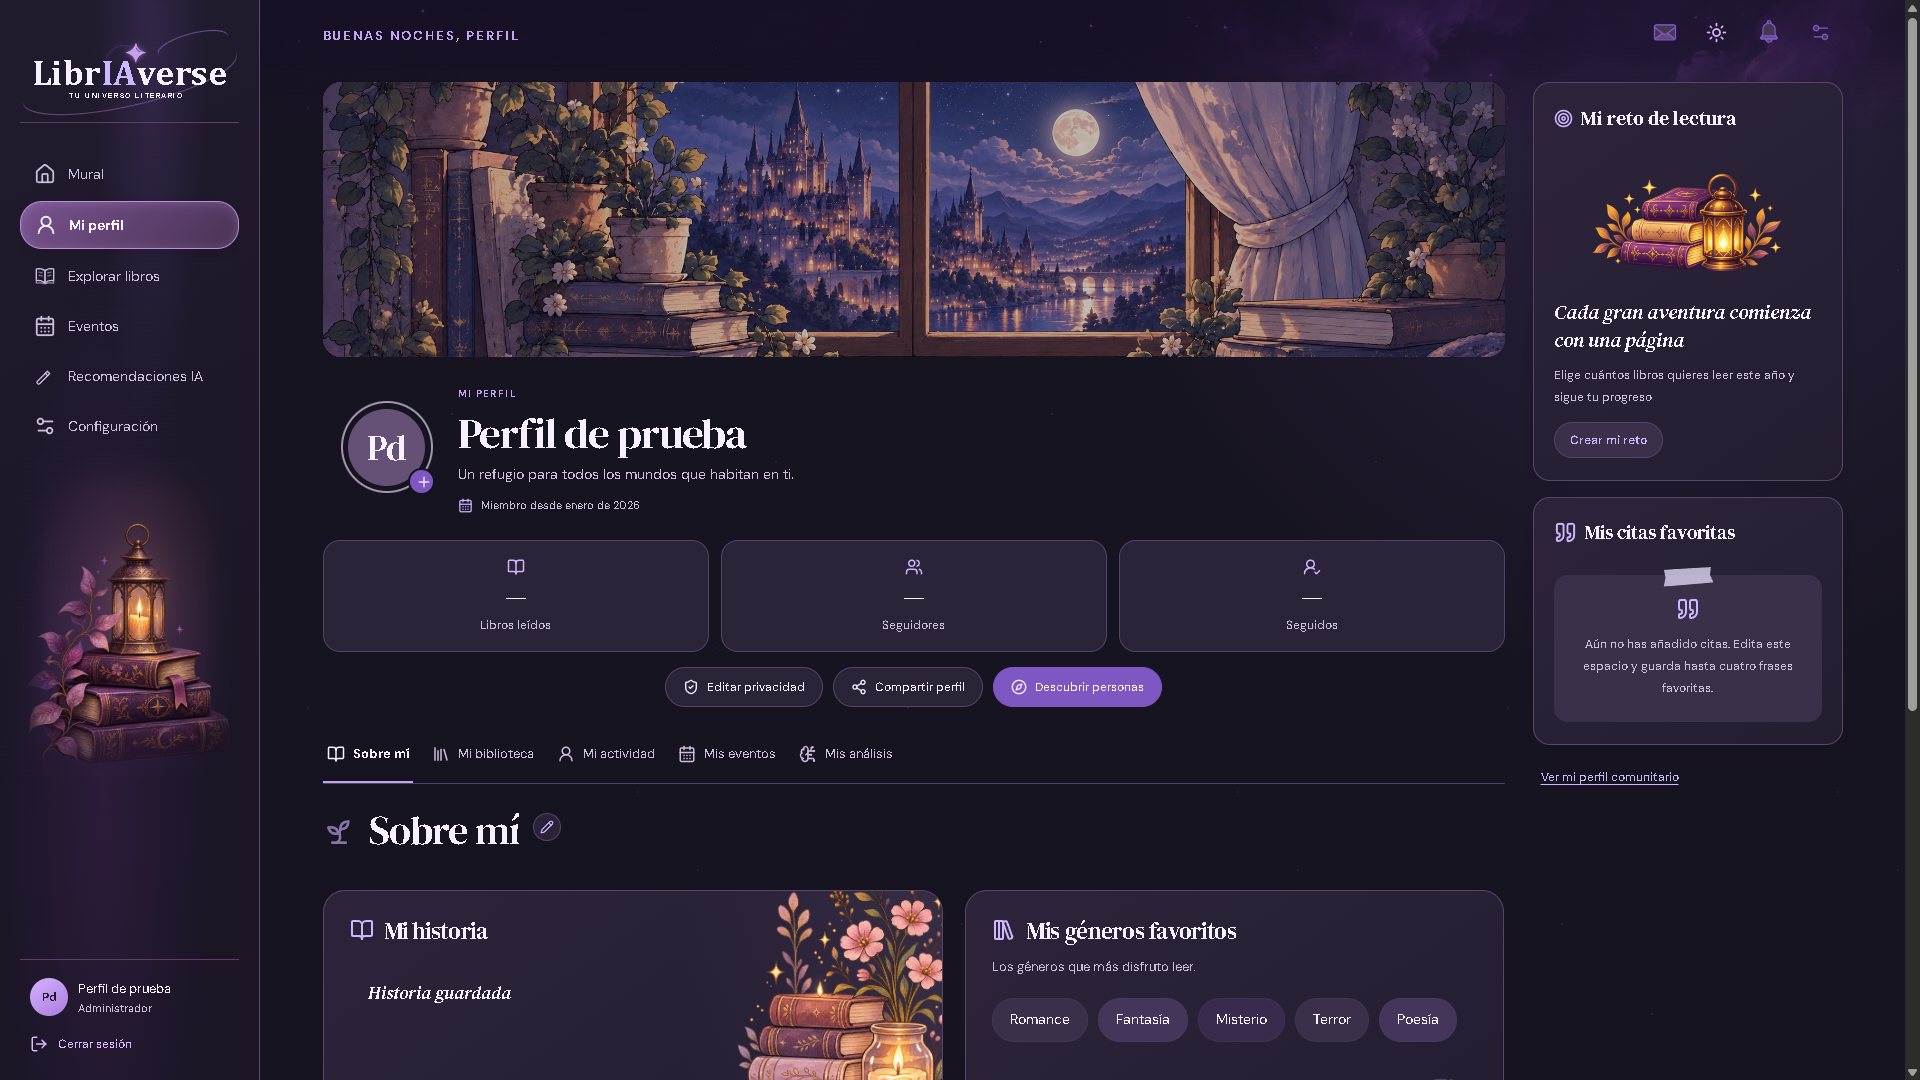 LibrIAverse
TU UNIVERSO LITERARIO
Mural
Mi perfil
Explorar libros
Eventos
Recomendaciones IA
Configuración
Pd
Perfil de prueba
Administrador
Cerrar sesión
BUENAS NOCHES, PERFIL
Pd
MI PERFIL
Perfil de prueba
Un refugio para todos los mundos que habitan en ti.
Miembro desde enero de 2026
—
Libros leídos
—
Seguidores
—
Seguidos
Editar privacidad
Compartir perfil
Descubrir personas
Sobre mí
Mi biblioteca
Mi actividad
Mis eventos
Mis análisis
Sobre mí
Mi historia
Historia guardada
Mis géneros favoritos
Los géneros que más disfruto leer.
Romance
Fantasía
Misterio
Terror
Poesía
Mi reto de lectura
Cada gran aventura comienza
con una página
Elige cuántos libros quieres leer este año y
sigue tu progreso
Crear mi reto
Mis citas favoritas
Aún no has añadido citas. Edita este
espacio y guarda hasta cuatro frases
favoritas.
Ver mi perfil comunitario